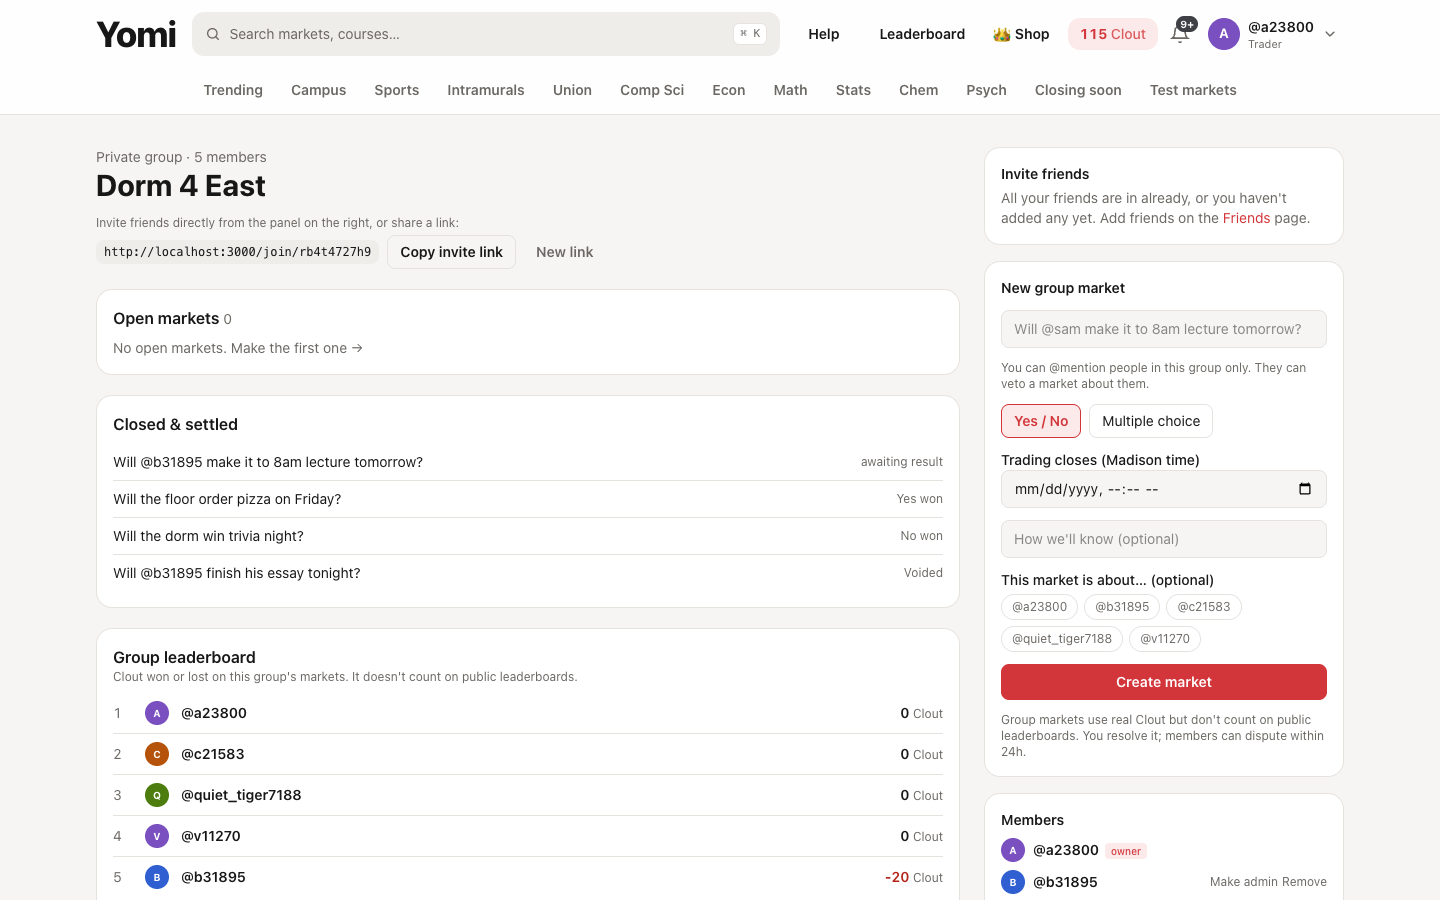 Yomi
Search markets, courses...
⌘ K
Help
Leaderboard
👑 Shop
115 Clout
9+
A
@a23800
Trader
Trending
Campus
Sports
Intramurals
Union
Comp Sci
Econ
Math
Stats
Chem
Psych
Closing soon
Test markets
Private group · 5 members
Dorm 4 East
Invite friends directly from the panel on the right, or share a link:
http://localhost:3000/join/rb4t4727h9
Copy invite link
New link
Open markets 0
No open markets. Make the first one →
Closed & settled
Will @b31895 make it to 8am lecture tomorrow?
awaiting result
Will the floor order pizza on Friday?
Yes won
Will the dorm win trivia night?
No won
Will @b31895 finish his essay tonight?
Voided
Group leaderboard
Clout won or lost on this group's markets. It doesn't count on public leaderboards.
1 A @a23800 0 Clout
2 C @c21583 0 Clout
3 Q @quiet_tiger7188 0 Clout
4 V @v11270 0 Clout
5 B @b31895 -20 Clout
Invite friends
All your friends are in already, or you haven't
added any yet. Add friends on the Friends page.
New group market
Will @sam make it to 8am lecture tomorrow?
You can @mention people in this group only. They can
veto a market about them.
Yes / No
Multiple choice
Trading closes (Madison time)
mm/dd/yyyy, --:-- --
How we'll know (optional)
This market is about... (optional)
@a23800
@b31895
@c21583
@quiet_tiger7188
@v11270
Create market
Group markets use real Clout but don't count on public
leaderboards. You resolve it; members can dispute within
24h.
Members
A @a23800 owner
B @b31895 Make admin Remove